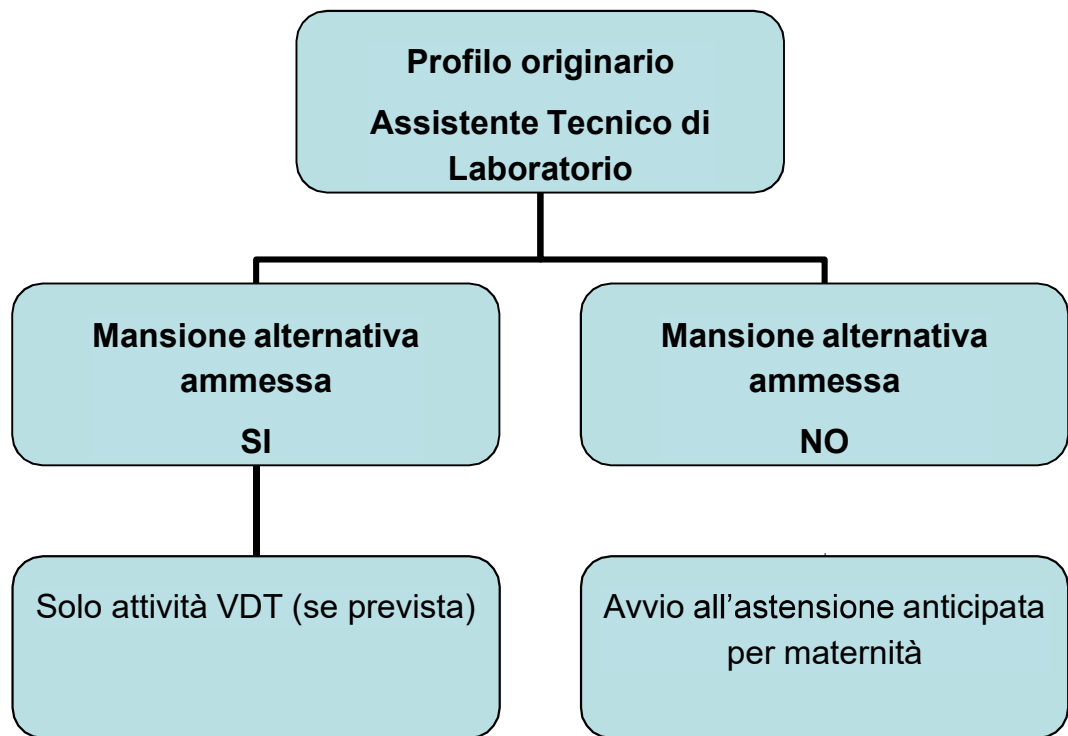 Profilo originario
Assistente Tecnico di
Laboratorio
Mansione alternativa
ammessa
SI
Mansione alternativa
ammessa
NO
Solo attività VDT (se prevista)
Avvio all’astensione anticipata
per maternità